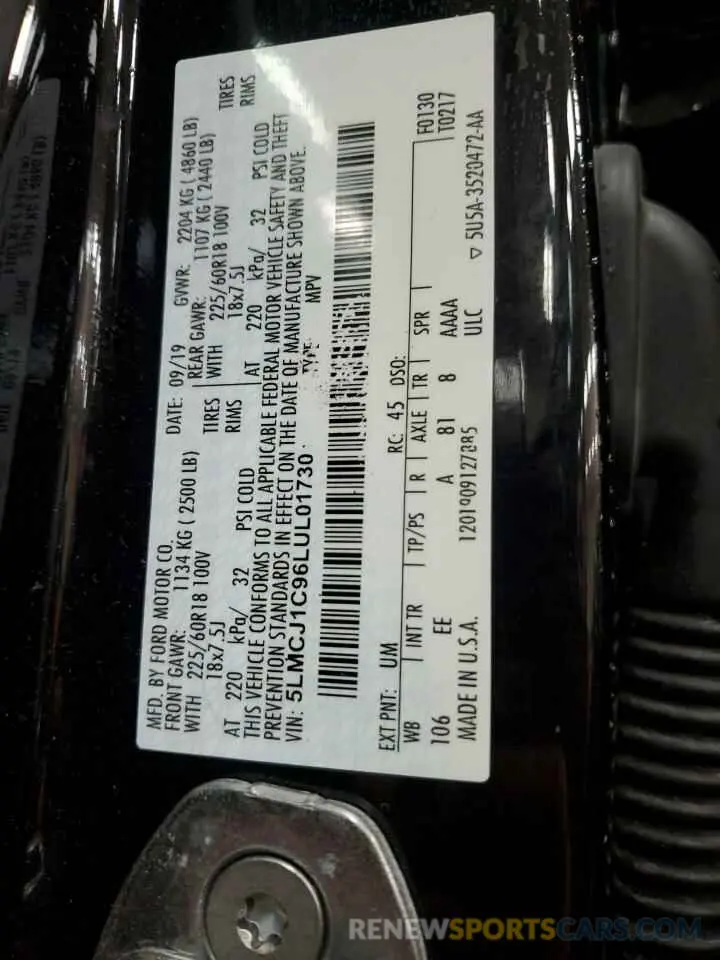 MFD. BY FORD MOTOR CO.
DATE: 09/19
GVWR: 2204 KG ( 4860 LB)
FRONT GAWR: 1134 KG ( 2500 LB)
REAR GAWR: 1107 KG ( 2440 LB)
WITH 225/60R18 100V TIRES
WITH 225/60R18 100V TIRES
18x7.5J RIMS
18x7.5J RIMS
AT 220 kPa/ 32 PSI COLD
AT 220 kPa/ 32 PSI COLD
THIS VEHICLE CONFORMS TO ALL APPLICABLE FEDERAL MOTOR VEHICLE SAFETY AND THEFT
PREVENTION STANDARDS IN EFFECT ON THE DATE OF MANUFACTURE SHOWN ABOVE.
VIN: 5LMCJ1C96LUL01730
TYPE: MPV
EXT PNT: UM RC: 45 DSO:
F0130
WB INT TR TP/PS R AXLE TR SPR
T0217
106 EE A 81 8 AAAA
MADE IN U.S.A. ULC
5U5A-3520472-AA
RENEWSPORTSCARS.COM